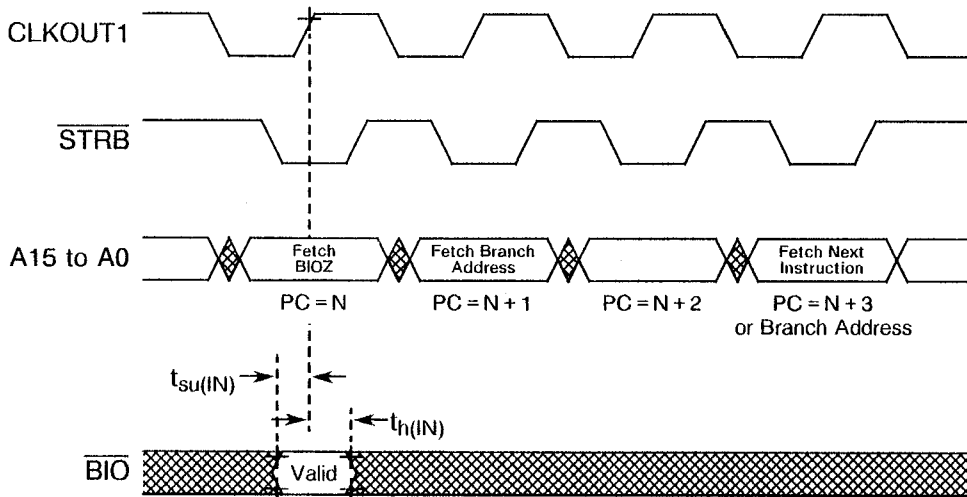 CLKOUT1
STRB
A15 to A0
Fetch
BIOZ
Fetch Branch
Address
Fetch Next
Instruction
PC = N
PC = N + 1
PC = N + 2
PC = N + 3
or Branch Address
tsu(IN)
th(IN)
BIO
Valid